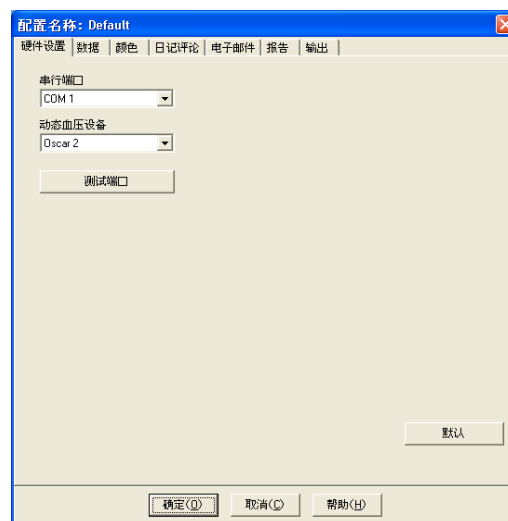 配置名称: Default
硬件设置 数据 颜色 日记评论 电子邮件 报告 输出
串行端口
COM 1
动态血压设备
Oscar 2
测试端口
默认
确定(O) 取消(C) 帮助(H)